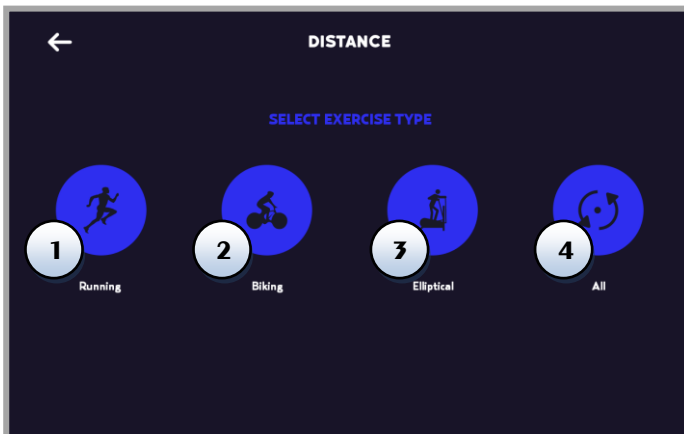 DISTANCE
SELECT EXERCISE TYPE
1 2 3 4
Running Biking Elliptical All